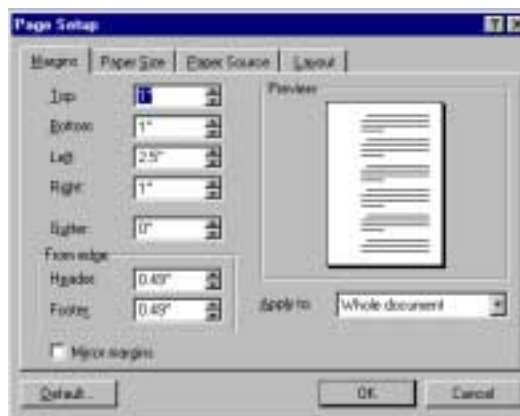 Page Setup
Margins Paper Size Paper Source Layout
Top: 1" Preview
Bottom: 1"
Left: 2.5"
Right: 1"
Gutter: 0"
From edge
Header: 0.49"
Footer: 0.49" Apply to: Whole document
Mirror margins
Default... OK Cancel